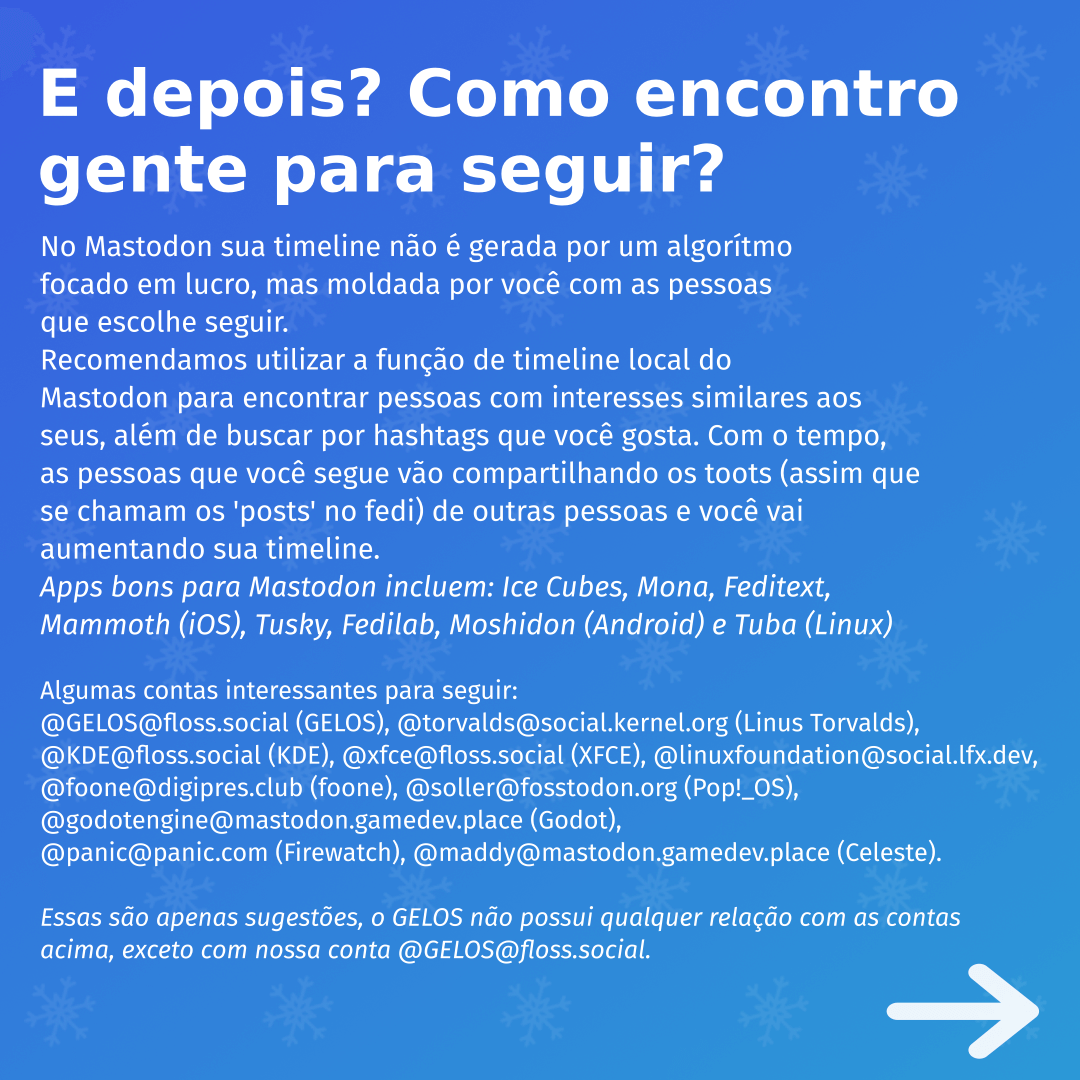 E depois? Como encontro
gente para seguir?
No Mastodon sua timeline não é gerada por um algorítmo
focado em lucro, mas moldada por você com as pessoas
que escolhe seguir.
Recomendamos utilizar a função de timeline local do
Mastodon para encontrar pessoas com interesses similares aos
seus, além de buscar por hashtags que você gosta. Com o tempo,
as pessoas que você segue vão compartilhando os toots (assim que
se chamam os 'posts' no fedi) de outras pessoas e você vai
aumentando sua timeline.
Apps bons para Mastodon incluem: Ice Cubes, Mona, Feditext,
Mammoth (iOS), Tusky, Fedilab, Moshidon (Android) e Tuba (Linux)
Algumas contas interessantes para seguir:
@GELOS@floss.social (GELOS), @torvalds@social.kernel.org (Linus Torvalds),
@KDE@floss.social (KDE), @xfce@floss.social (XFCE), @linuxfoundation@social.lfx.dev,
@foone@digipres.club (foone), @soller@fosstodon.org (Pop!_OS),
@godotengine@mastodon.gamedev.place (Godot),
@panic@panic.com (Firewatch), @maddy@mastodon.gamedev.place (Celeste).
Essas são apenas sugestões, o GELOS não possui qualquer relação com as contas
acima, exceto com nossa conta @GELOS@floss.social.